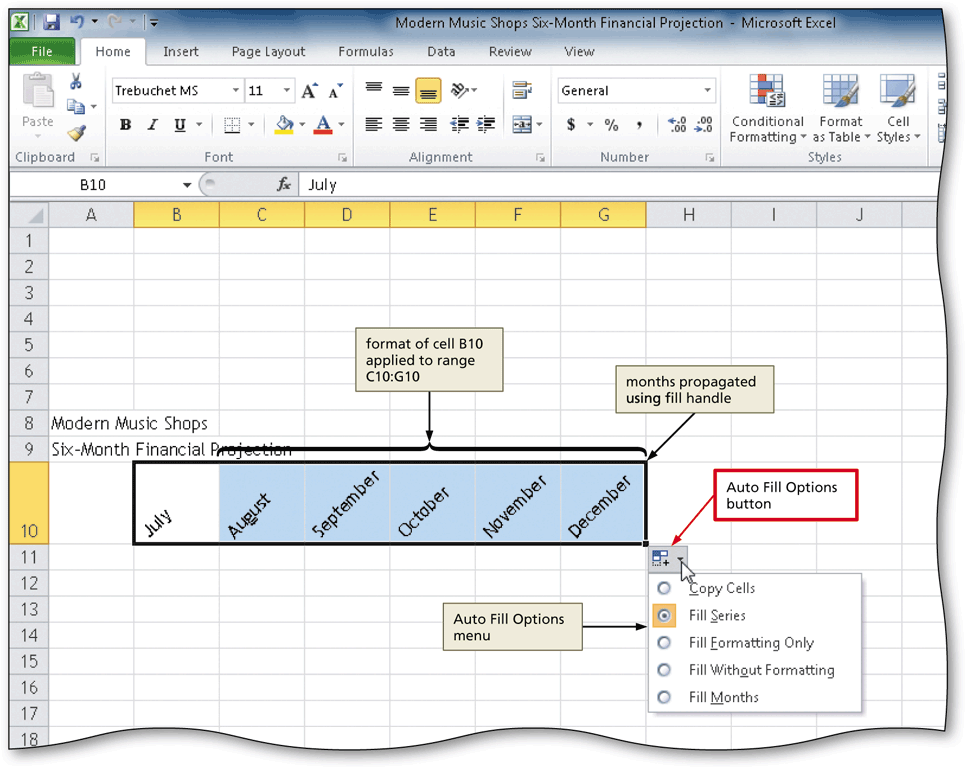 Modern Music Shops Six-Month Financial Projection - Microsoft Excel
File Home Insert Page Layout Formulas Data Review View
Trebuchet MS 11 General
Paste
B I U $ % , .00 .0 .00 .0
Conditional Formatting
Format as Table
Cell Styles
Clipboard Font Alignment Number Styles
B10 fx July
A B C D E F G H I J
1
2
3
4
5
format of cell B10
applied to range
C10:G10
6
7
months propagated
using fill handle
8 Modern Music Shops
9 Six-Month Financial Projection
10 July August September October November December
Auto Fill Options
button
11
12
13
14
15
16
17
18
Auto Fill Options
menu
Copy Cells
Fill Series
Fill Formatting Only
Fill Without Formatting
Fill Months